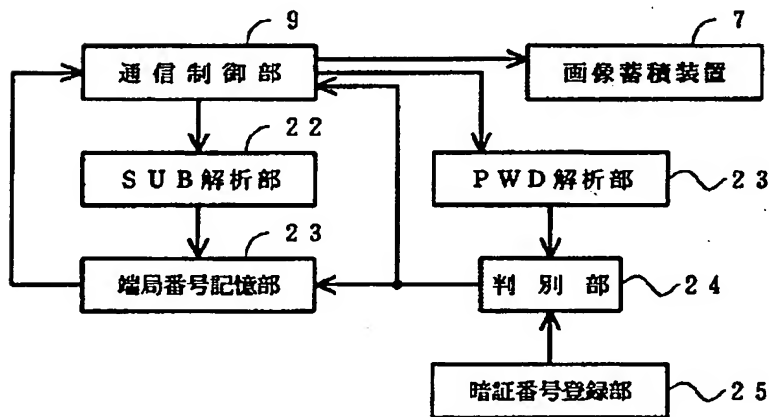 9
通信制御部
7
画像蓄積装置
22
SUB解析部
PWD解析部
23
23
端局番号記憶部
判別部
24
暗証番号登録部
25